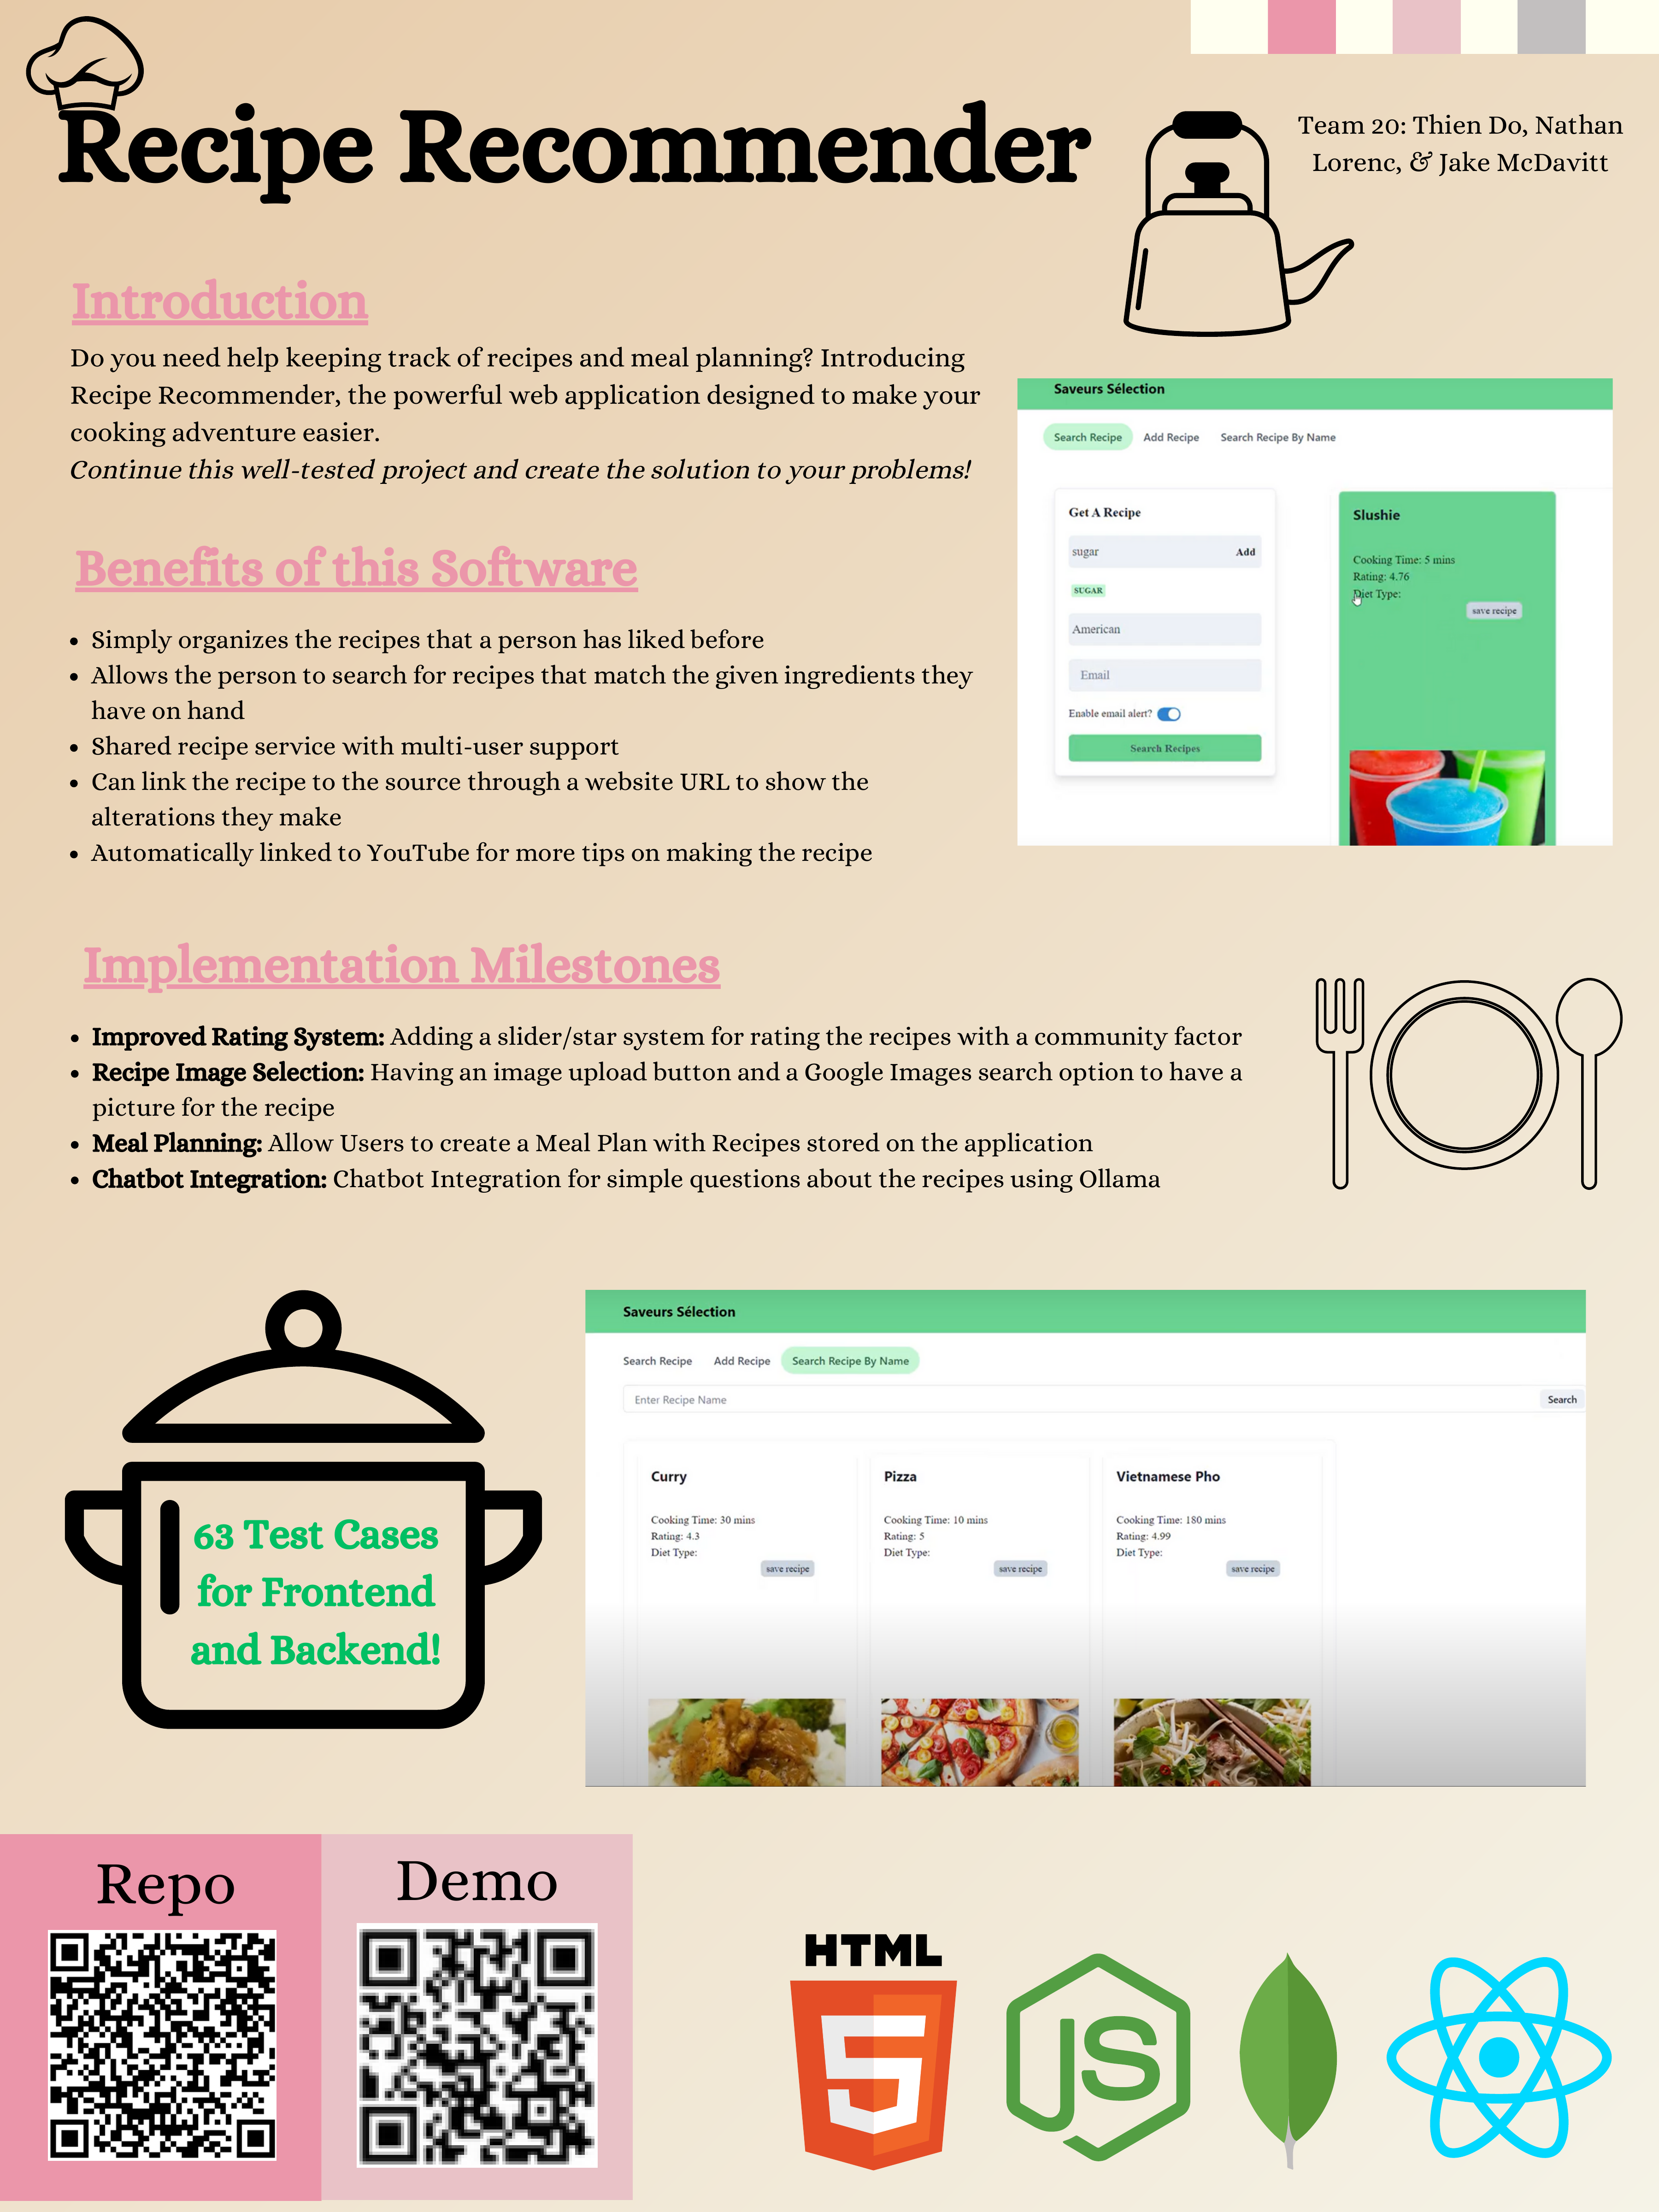 Recipe Recommender
Team 20: Thien Do, Nathan
Lorenc, & Jake McDavitt
Introduction
Do you need help keeping track of recipes and meal planning? Introducing
Recipe Recommender, the powerful web application designed to make your
cooking adventure easier.
Continue this well-tested project and create the solution to your problems!
Benefits of this Software
• Simply organizes the recipes that a person has liked before
• Allows the person to search for recipes that match the given ingredients they
have on hand
• Shared recipe service with multi-user support
• Can link the recipe to the source through a website URL to show the
alterations they make
• Automatically linked to YouTube for more tips on making the recipe
Saveurs Sélection
Search Recipe Add Recipe Search Recipe By Name
Get A Recipe
sugar Add
SUGAR
American
Email
Enable email alert?
Search Recipes
Slushie
Cooking Time: 5 mins
Rating: 4.76
Diet Type:
save recipe
Implementation Milestones
• Improved Rating System: Adding a slider/star system for rating the recipes with a community factor
• Recipe Image Selection: Having an image upload button and a Google Images search option to have a
picture for the recipe
• Meal Planning: Allow Users to create a Meal Plan with Recipes stored on the application
• Chatbot Integration: Chatbot Integration for simple questions about the recipes using Ollama
63 Test Cases
for Frontend
and Backend!
Saveurs Sélection
Search Recipe Add Recipe Search Recipe By Name
Enter Recipe Name Search
Curry
Cooking Time: 30 mins
Rating: 4.3
Diet Type:
save recipe
Pizza
Cooking Time: 10 mins
Rating: 5
Diet Type:
save recipe
Vietnamese Pho
Cooking Time: 180 mins
Rating: 4.99
Diet Type:
save recipe
Repo
Demo
HTML
5
JS